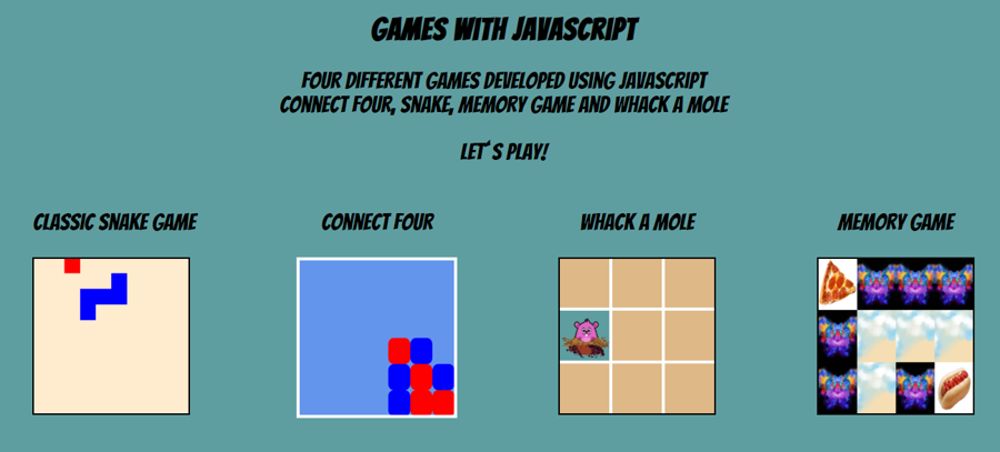 GAMES WITH JAVASCRIPT
FOUR DIFFERENT GAMES DEVELOPED USING JAVASCRIPT
CONNECT FOUR, SNAKE, MEMORY GAME AND WHACK A MOLE
LET´S PLAY!
CLASSIC SNAKE GAME
CONNECT FOUR
WHACK A MOLE
MEMORY GAME